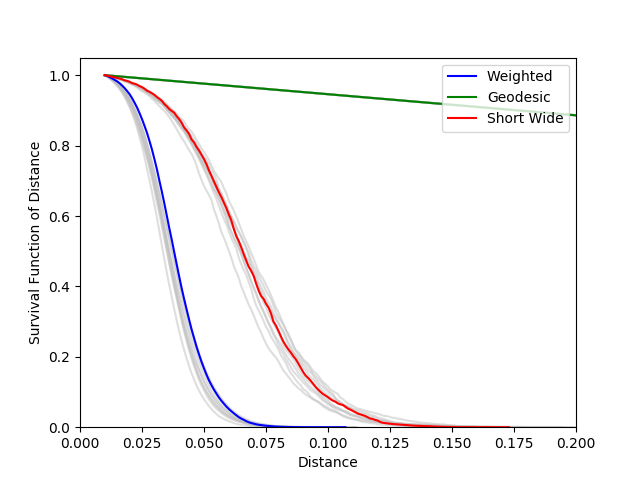 Survival Function of Distance
1.0
0.8
0.6
0.4
0.2
0.0
Weighted
Geodesic
Short Wide
0.000 0.025 0.050 0.075 0.100 0.125 0.150 0.175 0.200
Distance